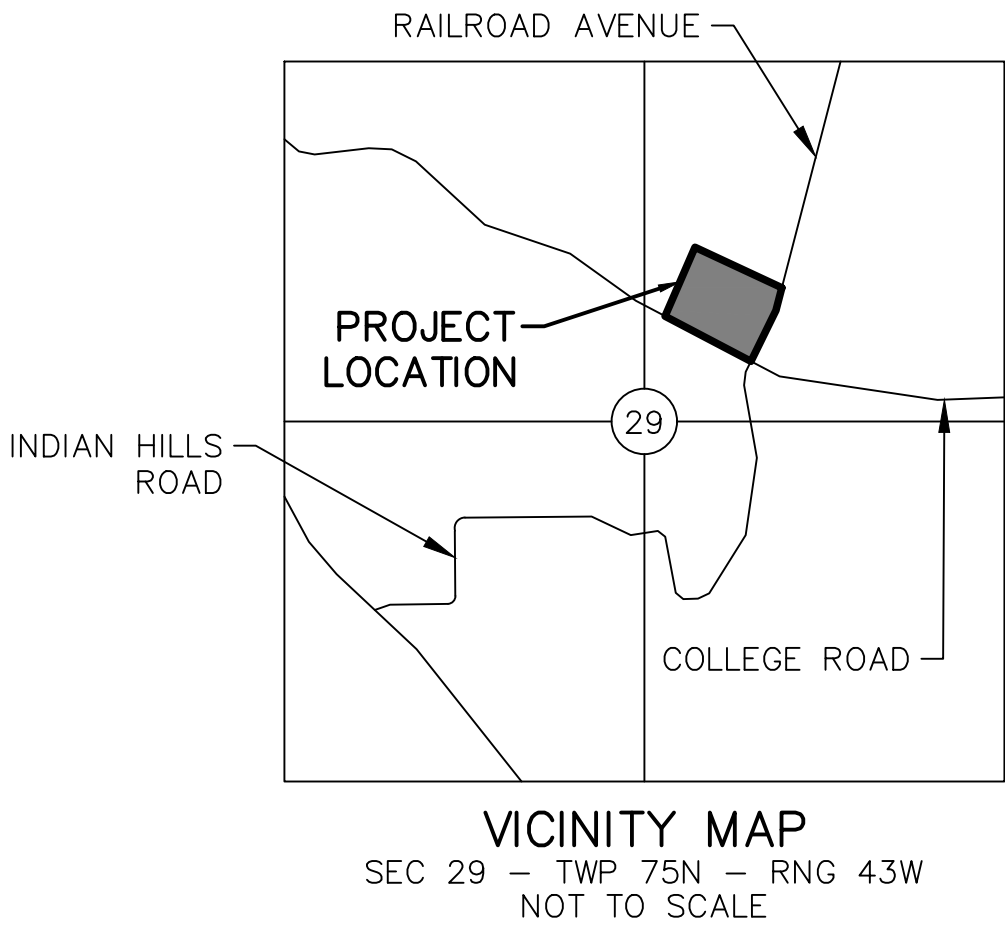 RAILROAD AVENUE
PROJECT
LOCATION
29
INDIAN HILLS
ROAD
COLLEGE ROAD
VICINITY MAP
SEC 29 – TWP 75N – RNG 43W
NOT TO SCALE